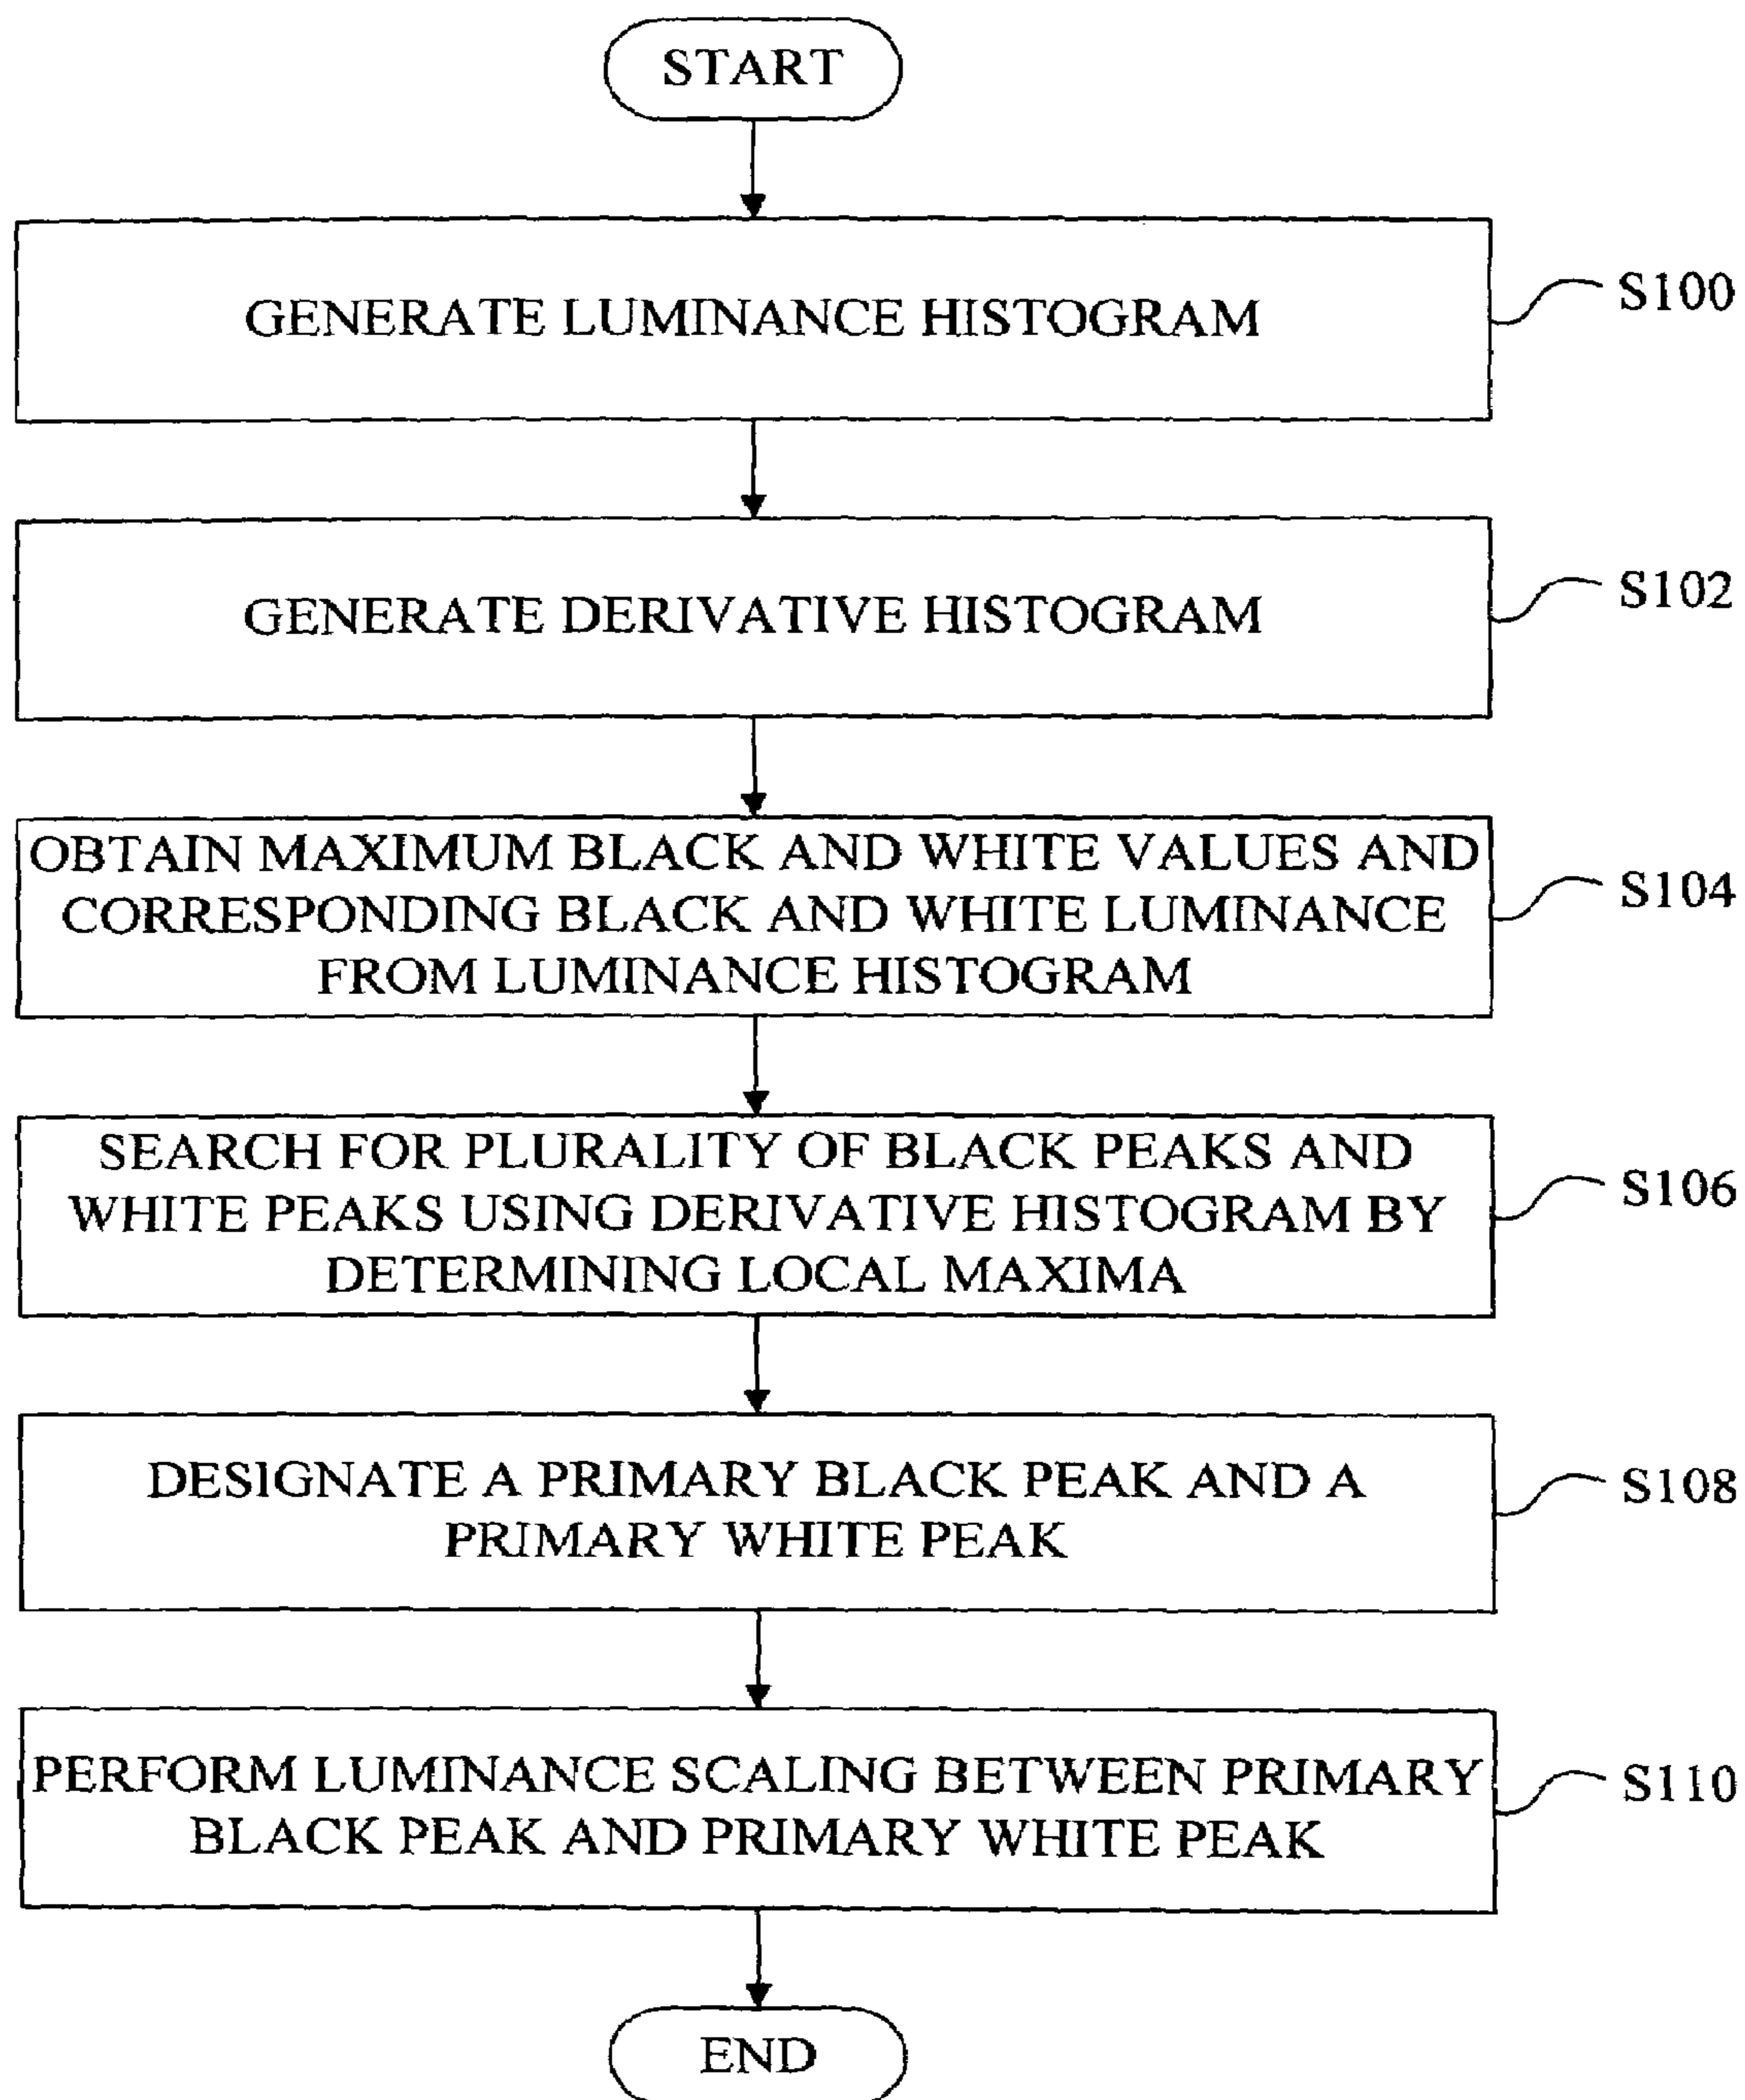 START
GENERATE LUMINANCE HISTOGRAM
S100
GENERATE DERIVATIVE HISTOGRAM
S102
OBTAIN MAXIMUM BLACK AND WHITE VALUES AND
CORRESPONDING BLACK AND WHITE LUMINANCE
FROM LUMINANCE HISTOGRAM
S104
SEARCH FOR PLURALITY OF BLACK PEAKS AND
WHITE PEAKS USING DERIVATIVE HISTOGRAM BY
DETERMINING LOCAL MAXIMA
S106
DESIGNATE A PRIMARY BLACK PEAK AND A
PRIMARY WHITE PEAK
S108
PERFORM LUMINANCE SCALING BETWEEN PRIMARY
BLACK PEAK AND PRIMARY WHITE PEAK
S110
END